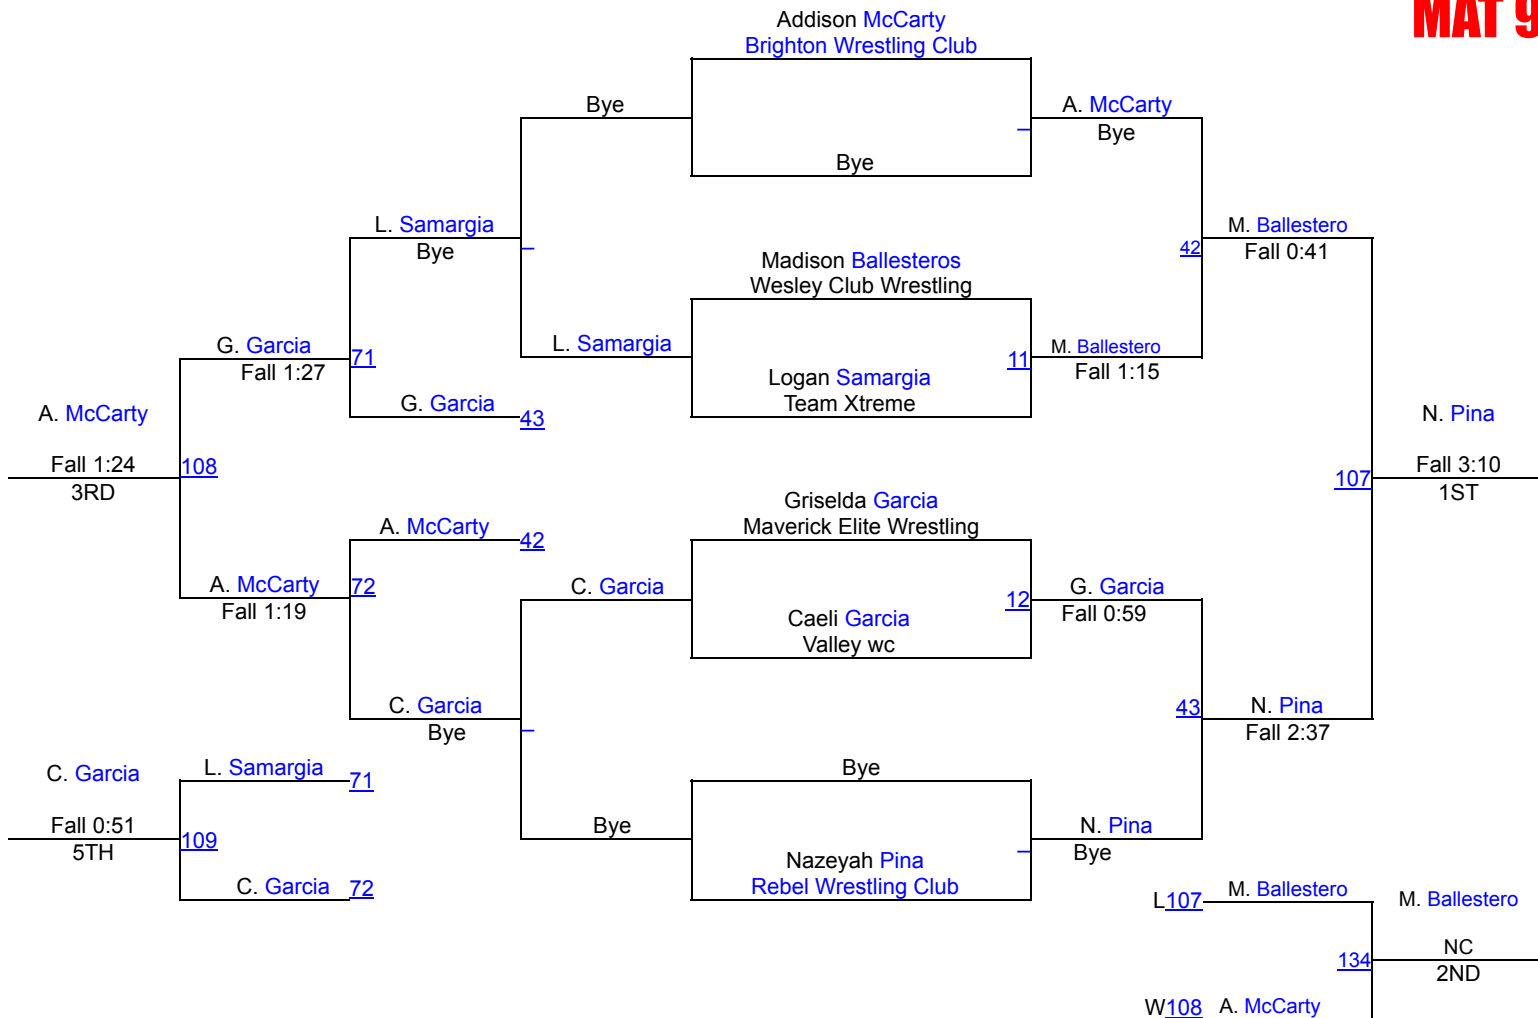 MAT 9
Addison McCarty
Brighton Wrestling Club
Bye
A. McCarty
Bye
Bye
L. Samargia
Bye
Madison Ballesteros
Wesley Club Wrestling
42
M. Ballestero
Fall 0:41
G. Garcia
Fall 1:27
71
L. Samargia
Logan Samargia
Team Xtreme
11
M. Ballestero
Fall 1:15
G. Garcia
43
A. McCarty
Fall 1:24
3RD
108
N. Pina
Fall 3:10
1ST
107
Griselda Garcia
Maverick Elite Wrestling
A. McCarty
42
A. McCarty
Fall 1:19
72
C. Garcia
Caeli Garcia
Valley wc
12
G. Garcia
Fall 0:59
C. Garcia
Bye
43
N. Pina
Fall 2:37
C. Garcia
Fall 0:51
5TH
L. Samargia
71
109
C. Garcia
72
Bye
Bye
Nazeyah Pina
Rebel Wrestling Club
N. Pina
Bye
L107
M. Ballestero
M. Ballestero
134
NC
2ND
W108
A. McCarty